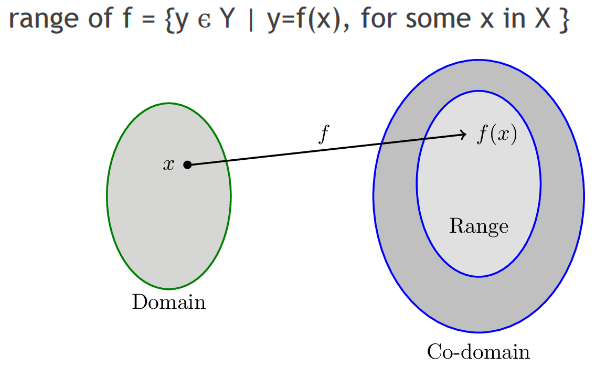 range of f = {y ϵ Y | y=f(x), for some x in X }
f
x
f(x)
Range
Domain
Co-domain